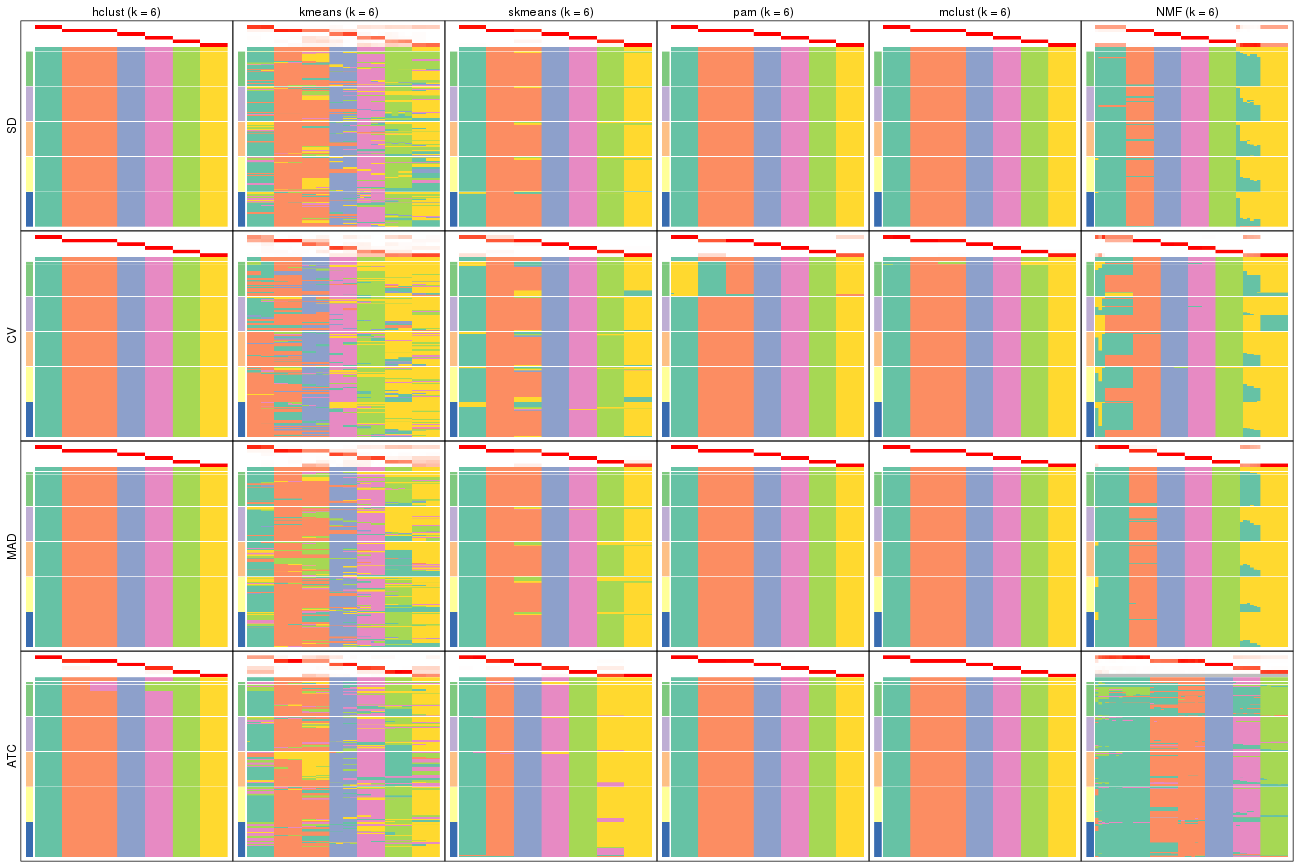 hclust (k = 6) kmeans (k = 6) skmeans (k = 6) pam (k = 6) mclust (k = 6) NMF (k = 6)
SD
CV
MAD
ATC